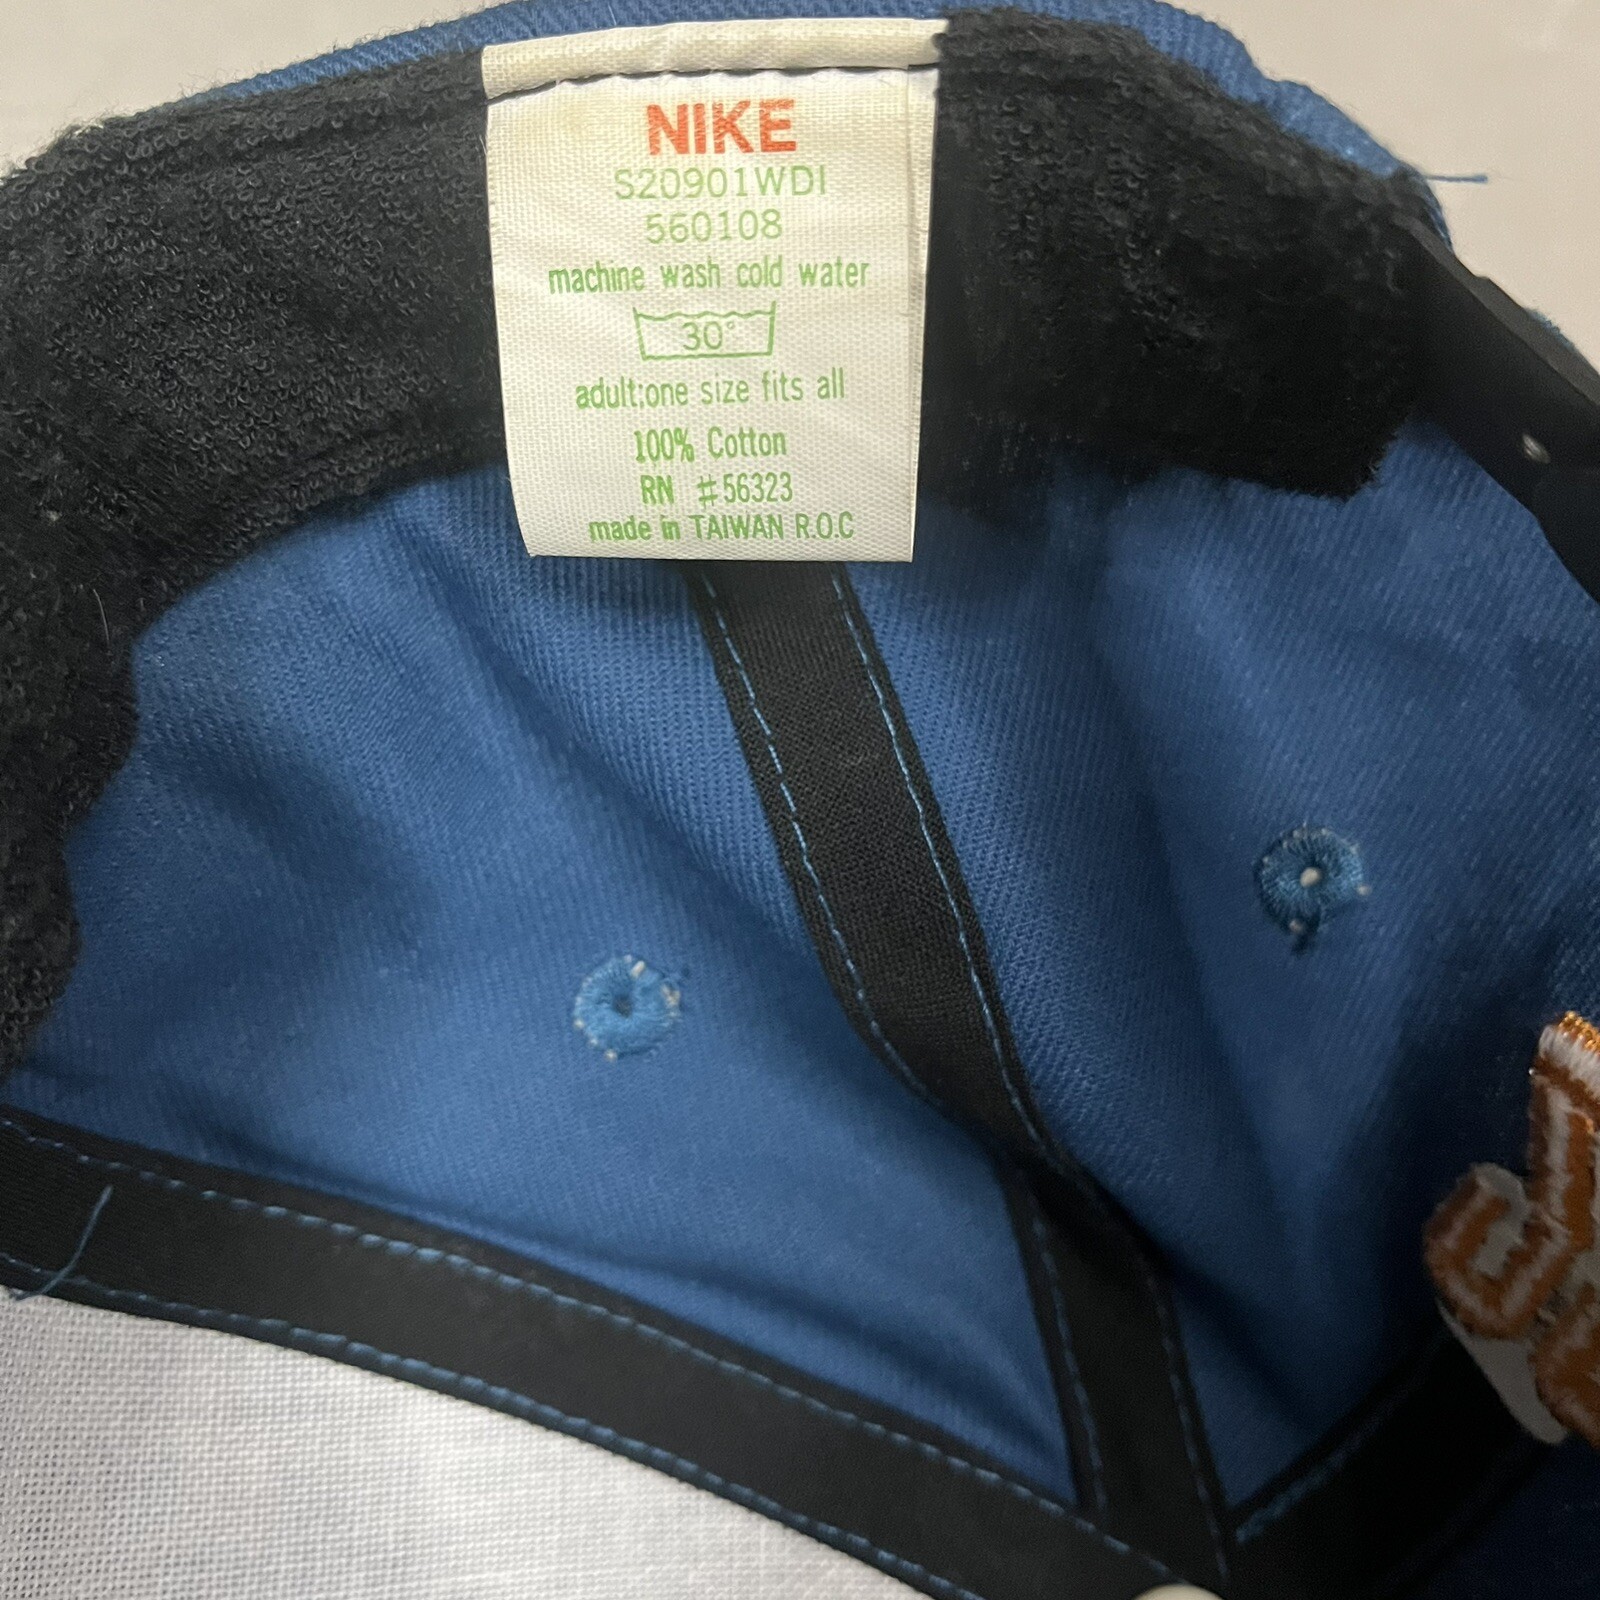 NIKE
S20901WDI
560108
machine wash cold water
30°
adult:one size fits all
100% Cotton
RN #56323
made in TAIWAN R.O.C